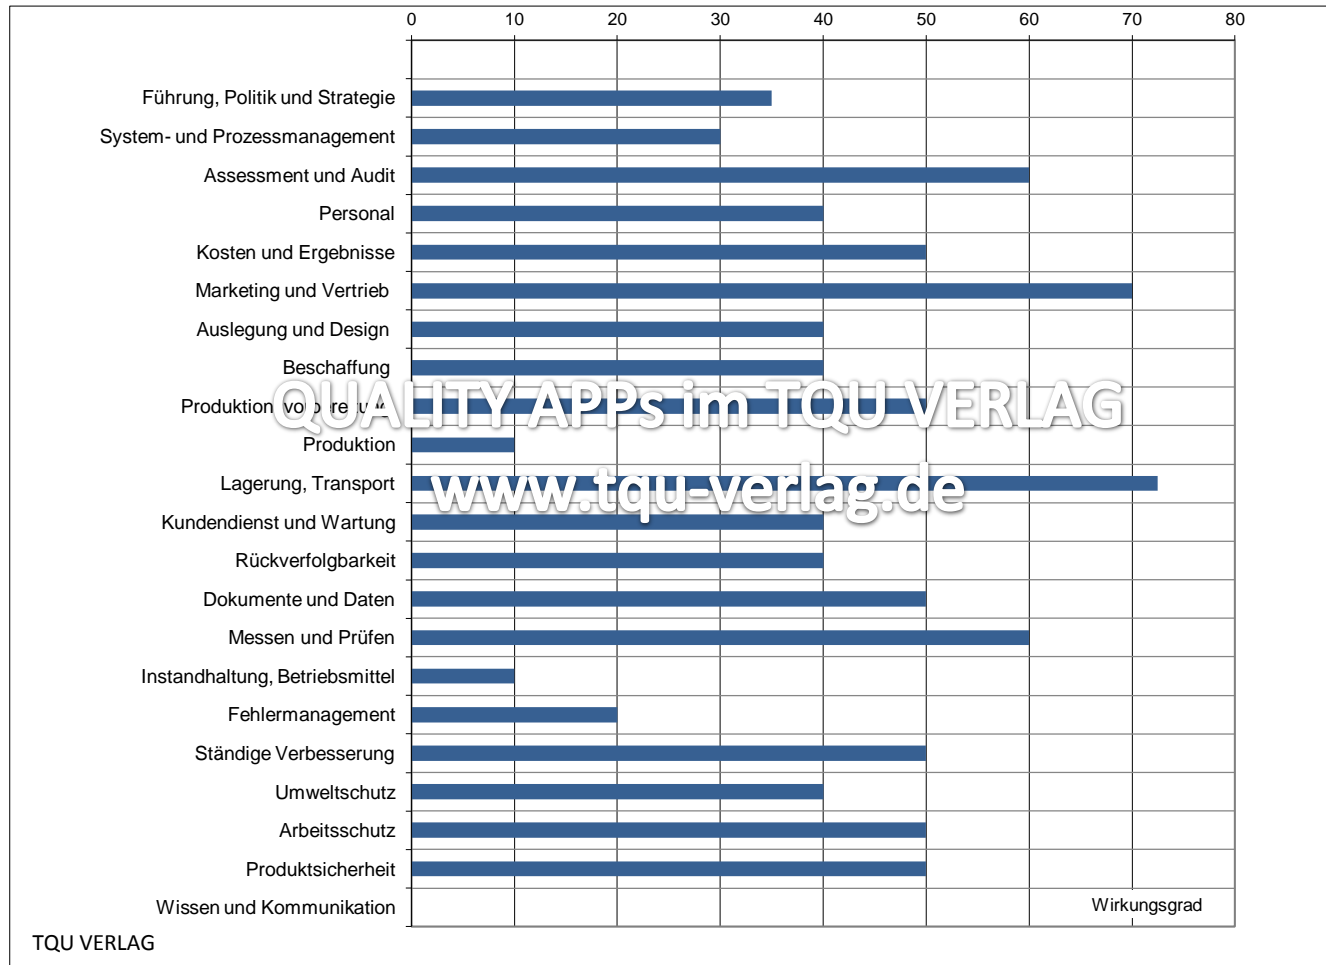 0 10 20 30 40 50 60 70 80
Führung, Politik und Strategie
System- und Prozessmanagement
Assessment und Audit
Personal
Kosten und Ergebnisse
Marketing und Vertrieb
Auslegung und Design
Beschaffung
QUALITY APPs im TQU VERLAG
Produktion
Lagerung, Transport
www.tqu-verlag.de
Kundendienst und Wartung
Rückverfolgbarkeit
Dokumente und Daten
Messen und Prüfen
Instandhaltung, Betriebsmittel
Fehlermanagement
Ständige Verbesserung
Umweltschutz
Arbeitsschutz
Produktsicherheit
Wissen und Kommunikation
Wirkungsgrad
TQU VERLAG